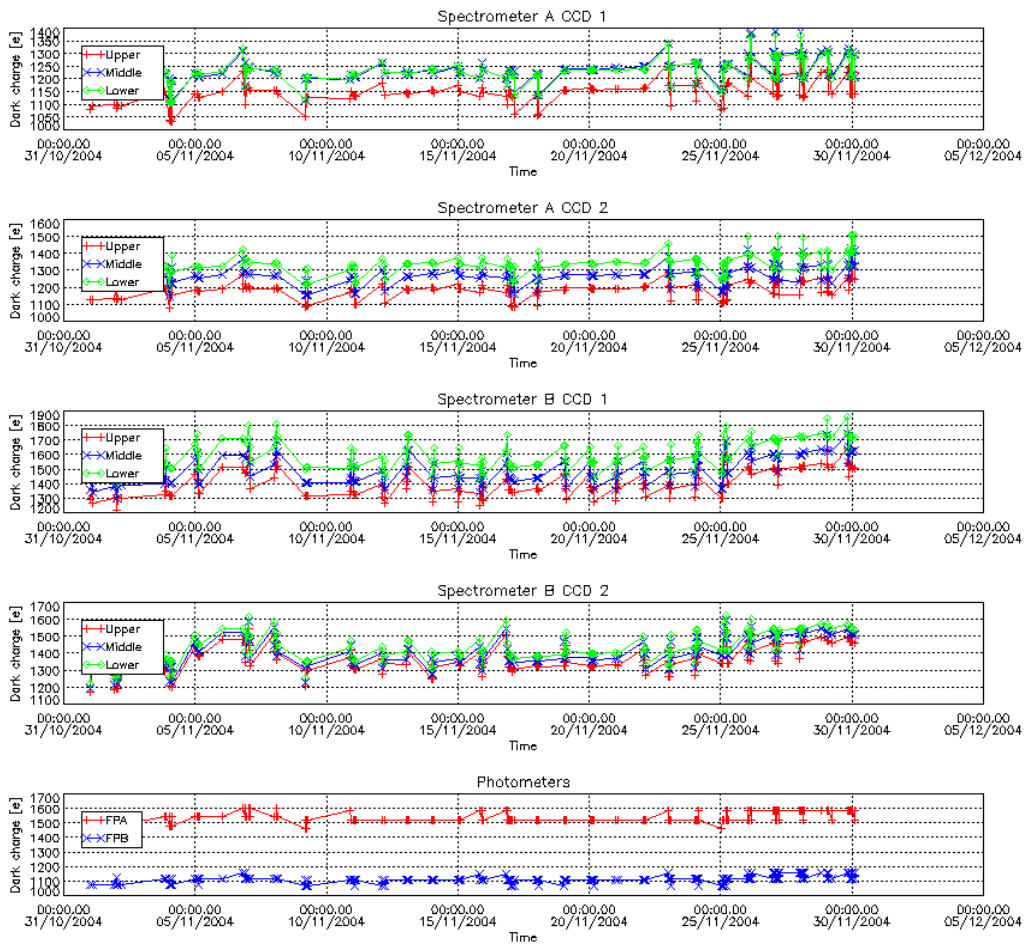 Spectrometer A CCD 1
Dark charge [e]
1400
1350
1300
1250
1200
1150
1100
1050
1000
Upper
Middle
Lower
00:00.00 00:00.00 00:00.00 00:00.00 00:00.00 00:00.00 00:00.00 00:00.00
31/10/2004 05/11/2004 10/11/2004 15/11/2004 20/11/2004 25/11/2004 30/11/2004 05/12/2004
Time
Spectrometer A CCD 2
Dark charge [e]
1600
1500
1400
1300
1200
1100
1000
Upper
Middle
Lower
00:00.00 00:00.00 00:00.00 00:00.00 00:00.00 00:00.00 00:00.00 00:00.00
31/10/2004 05/11/2004 10/11/2004 15/11/2004 20/11/2004 25/11/2004 30/11/2004 05/12/2004
Time
Spectrometer B CCD 1
Dark charge [e]
1900
1800
1700
1600
1500
1400
1300
1200
Upper
Middle
Lower
00:00.00 00:00.00 00:00.00 00:00.00 00:00.00 00:00.00 00:00.00 00:00.00
31/10/2004 05/11/2004 10/11/2004 15/11/2004 20/11/2004 25/11/2004 30/11/2004 05/12/2004
Time
Spectrometer B CCD 2
Dark charge [e]
1700
1600
1500
1400
1300
1200
1100
Upper
Middle
Lower
00:00.00 00:00.00 00:00.00 00:00.00 00:00.00 00:00.00 00:00.00 00:00.00
31/10/2004 05/11/2004 10/11/2004 15/11/2004 20/11/2004 25/11/2004 30/11/2004 05/12/2004
Time
Photometers
Dark charge [e]
1700
1600
1500
1400
1300
1200
1100
1000
FPA
FPB
00:00.00 00:00.00 00:00.00 00:00.00 00:00.00 00:00.00 00:00.00 00:00.00
31/10/2004 05/11/2004 10/11/2004 15/11/2004 20/11/2004 25/11/2004 30/11/2004 05/12/2004
Time